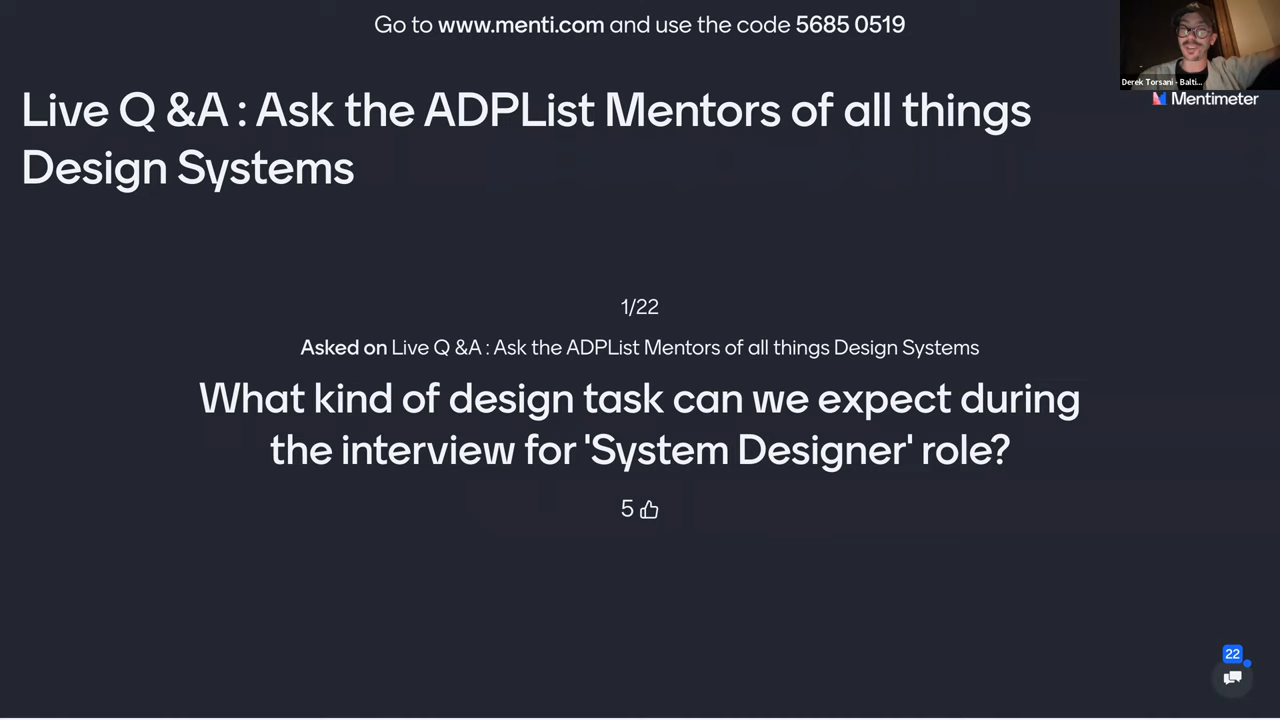 Go to www.menti.com and use the code 5685 0519
Derek Torsani - Balti...
Mentimeter
Live Q &A : Ask the ADPList Mentors of all things
Design Systems
1/22
Asked on Live Q &A : Ask the ADPList Mentors of all things Design Systems
What kind of design task can we expect during
the interview for 'System Designer' role?
5
22